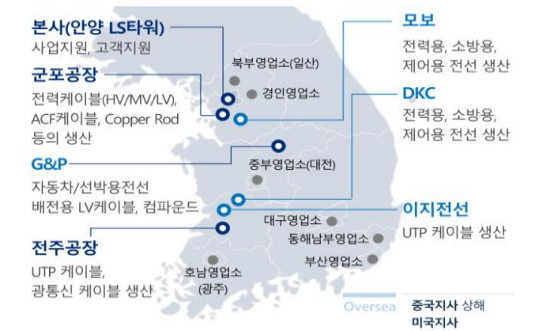 본사(안양 LS타워)
사업지원, 고객지원
군포공장
전력케이블(HV/MV/LV),
ACF케이블, Copper Rod
등의 생산
G&P
자동차/선박용전선
배전용 LV케이블, 컴파운드
전주공장
UTP 케이블,
광통신 케이블 생산
북부영업소(일산)
경인영업소
중부영업소(대전)
대구영업소
동해남부영업소
부산영업소
호남영업소
(광주)
모보
전력용, 소방용,
제어용 전선 생산
DKC
전력용, 소방용,
제어용 전선 생산
이지전선
UTP 케이블 생산
Oversea 중국지사 상해
미국지사